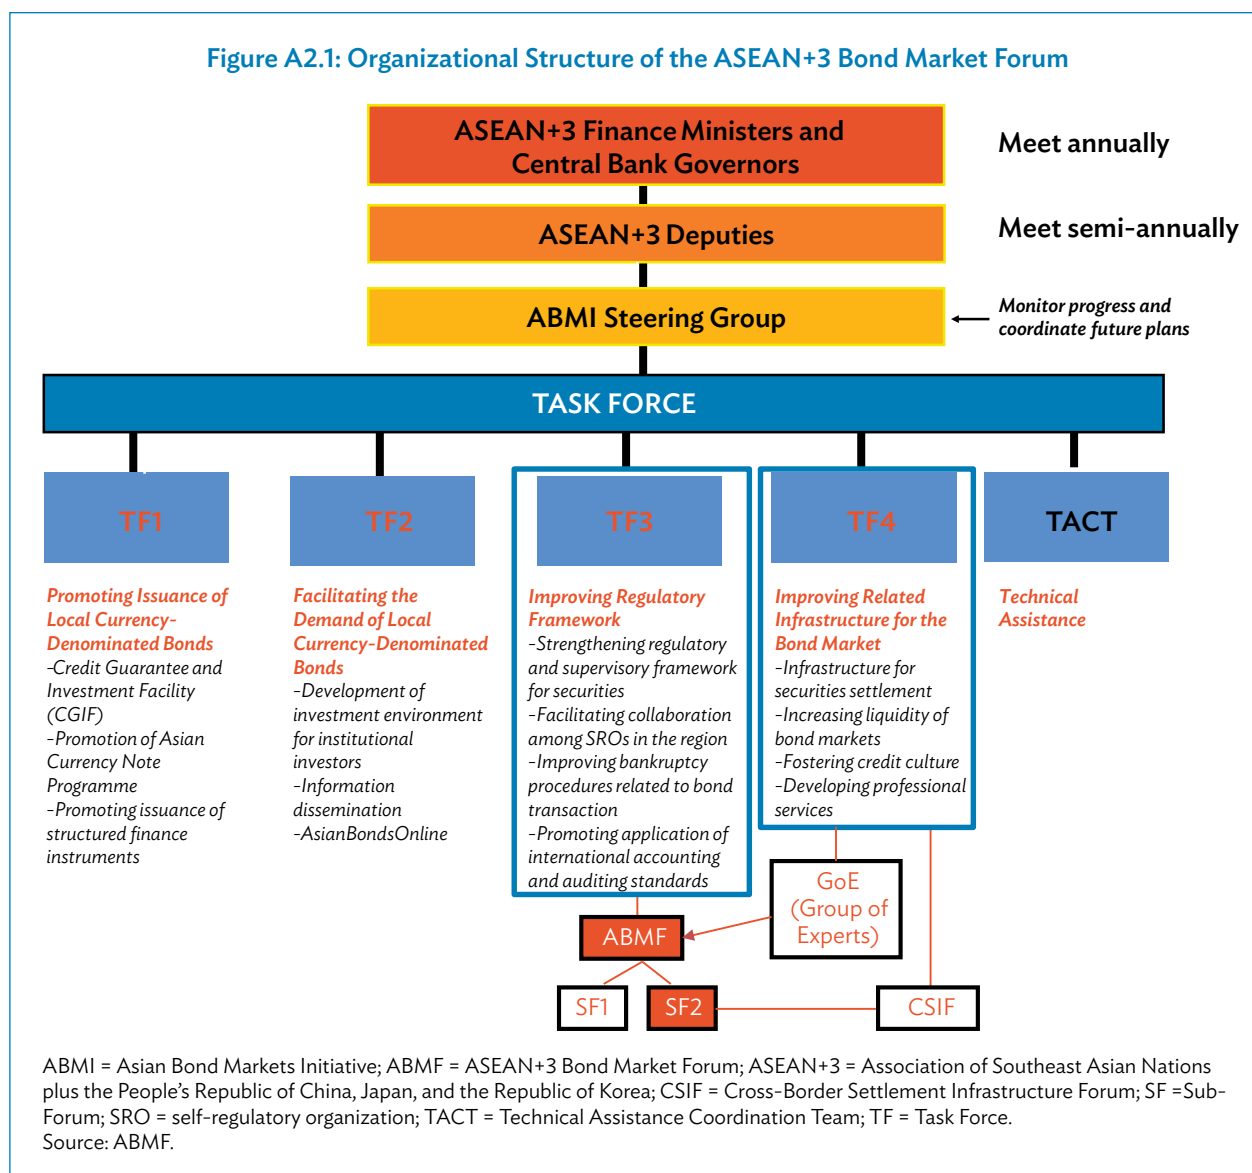 Figure A2.1: Organizational Structure of the ASEAN+3 Bond Market Forum
ASEAN+3 Finance Ministers and
Central Bank Governors
Meet annually
ASEAN+3 Deputies
Meet semi-annually
ABMI Steering Group
Monitor progress and
coordinate future plans
TASK FORCE
TF1
Promoting Issuance of
Local Currency-
Denominated Bonds
-Credit Guarantee and
Investment Facility
(CGIF)
-Promotion of Asian
Currency Note
Programme
-Promoting issuance of
structured finance
instruments
TF2
Facilitating the
Demand of Local
Currency-Denominated
Bonds
-Development of
investment environment
for institutional
investors
-Information
dissemination
-AsianBondsOnline
TF3
Improving Regulatory
Framework
-Strengthening regulatory
and supervisory framework
for securities
-Facilitating collaboration
among SROs in the region
-Improving bankruptcy
procedures related to bond
transaction
-Promoting application of
international accounting
and auditing standards
TF4
Improving Related
Infrastructure for the
Bond Market
-Infrastructure for
securities settlement
-Increasing liquidity of
bond markets
-Fostering credit culture
-Developing professional
services
TACT
Technical
Assistance
GoE
(Group of
Experts)
ABMF
SF1
SF2
CSIF
ABMI = Asian Bond Markets Initiative; ABMF = ASEAN+3 Bond Market Forum; ASEAN+3 = Association of Southeast Asian Nations
plus the People's Republic of China, Japan, and the Republic of Korea; CSIF = Cross-Border Settlement Infrastructure Forum; SF =Sub-
Forum; SRO = self-regulatory organization; TACT = Technical Assistance Coordination Team; TF = Task Force.
Source: ABMF.